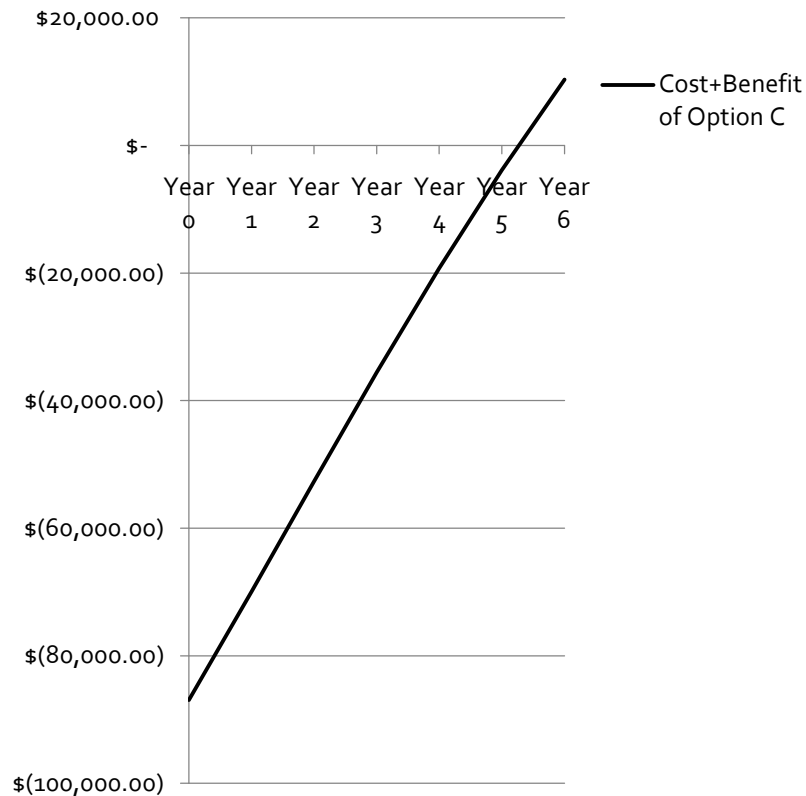 $20,000.00
Cost+Benefit
of Option C
$-
Year Year Year Year Year Year Year
0 1 2 3 4 5 6
$(20,000.00)
$(40,000.00)
$(60,000.00)
$(80,000.00)
$(100,000.00)